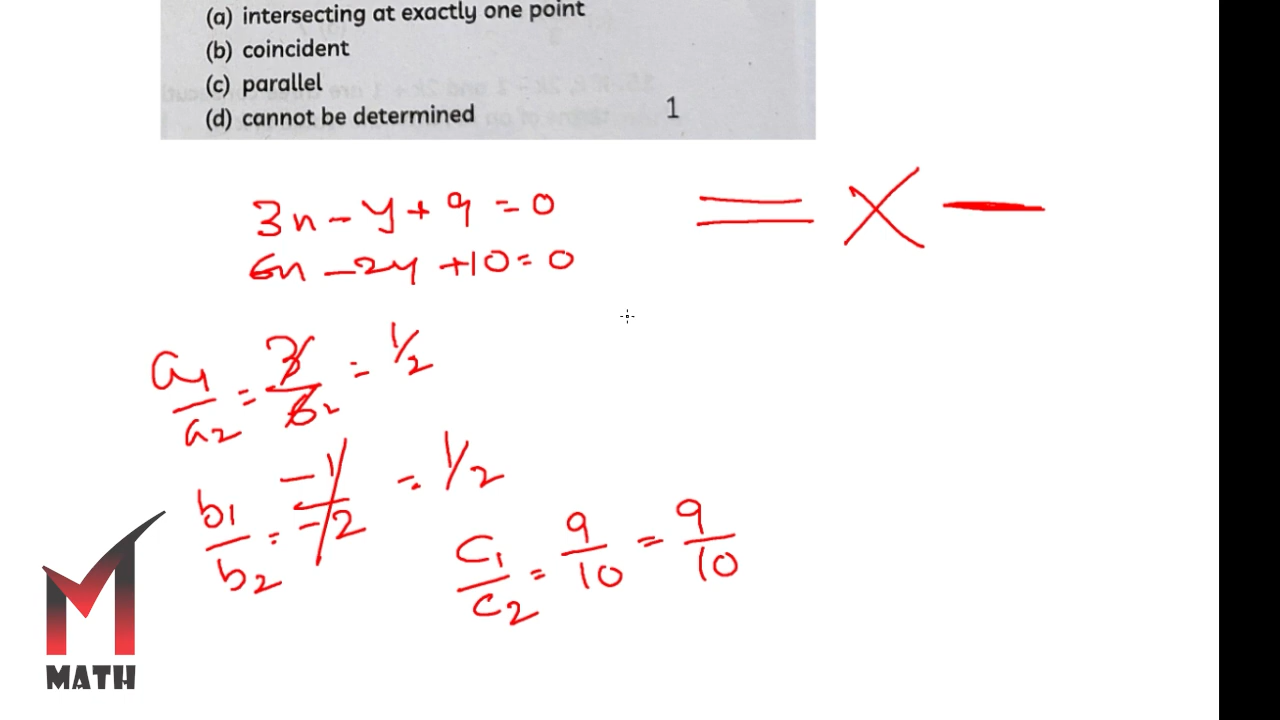 (a) intersecting at exactly one point
(b) coincident
(c) parallel
(d) cannot be determined 1
3x - y + 9 = 0
6x - 2y + 10 = 0
a1/a2 = 3/6 2 = 1/2
b1/b2 = -1/-2 = 1/2
c1/c2 = 9/10 = 9/10
MATH